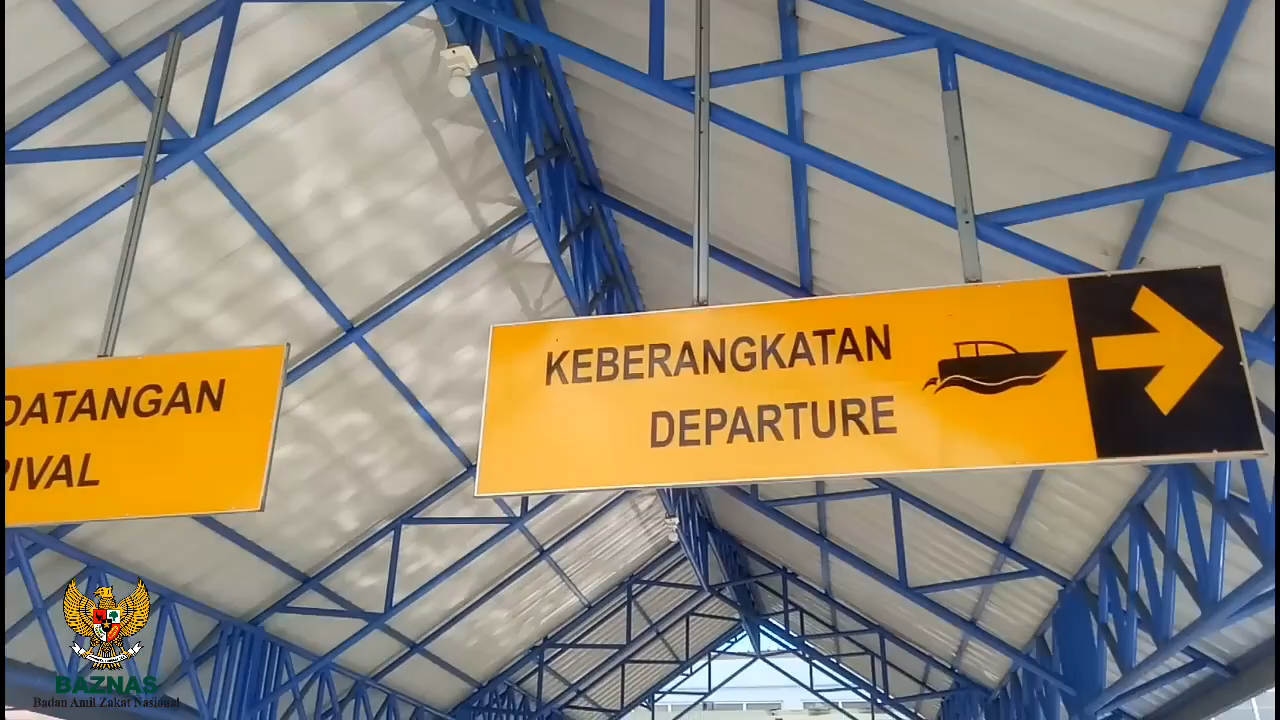 DATANGAN
RIVAL
KEBERANGKATAN
DEPARTURE
BAZNAS
Badan Amil Zakat Nasional